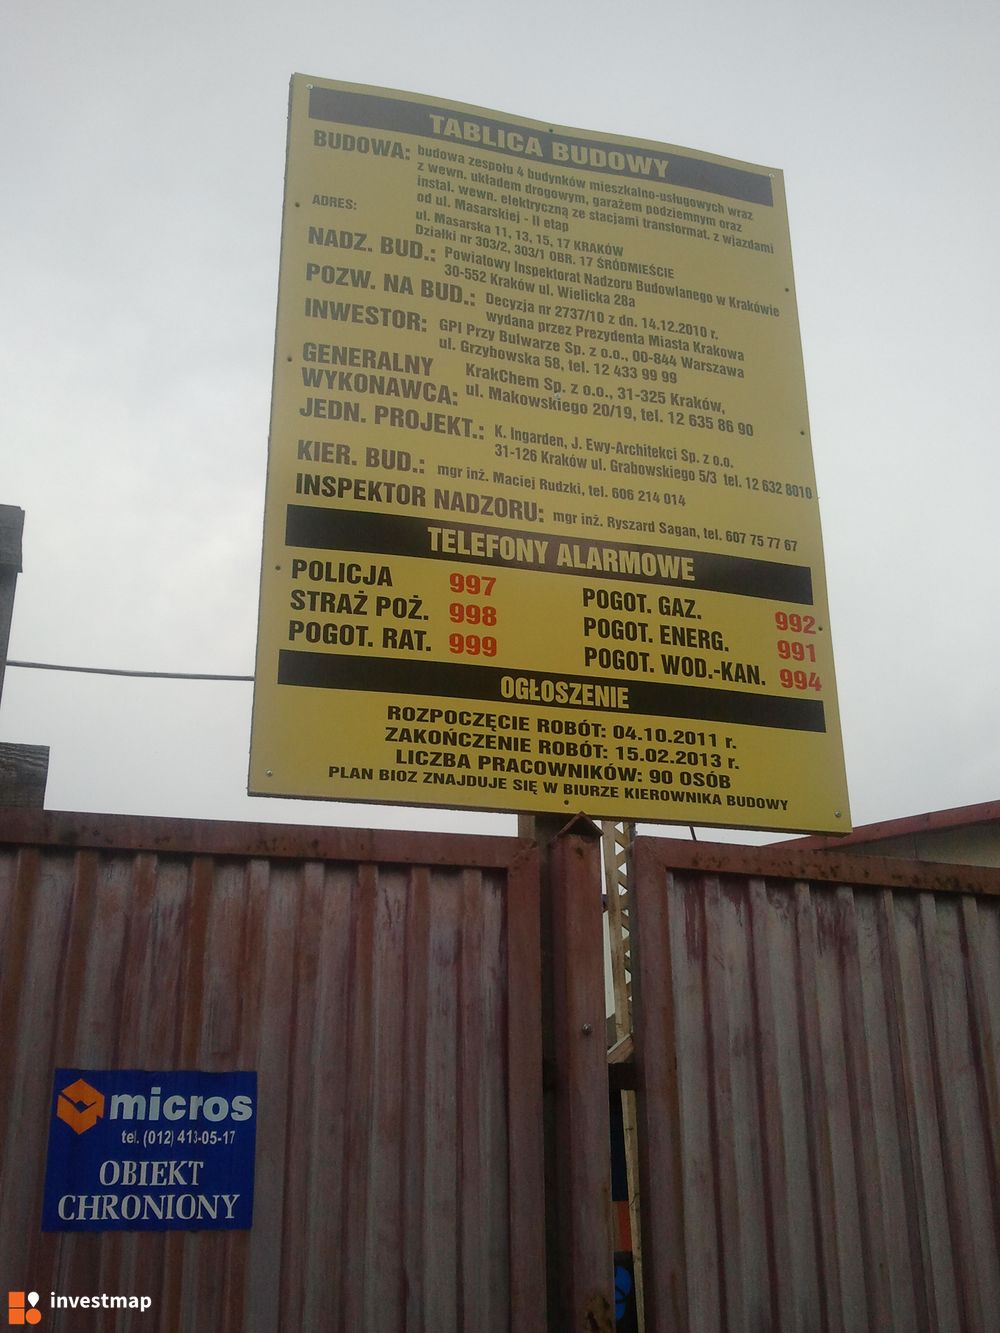 TABLICA BUDOWY
BUDOWA: budowa zespołu 4 budynków mieszkalno-usługowych wraz
z wewn. układem drogowym, garażem podziemnym oraz
instal. wewn. elektryczną ze stacjami transformat. z wjazdami
od ul. Masarskiej - II etap
ADRES: ul. Masarska 11, 13, 15, 17 KRAKÓW
Działki nr 303/2, 303/1 OBR. 17 ŚRÓDMIEŚCIE
NADZ. BUD.: Powiatowy Inspektorat Nadzoru Budowlanego w Krakówie
30-552 Kraków ul. Wielicka 28a
POZW. NA BUD.: Decyzja nr 2737/10 z dn. 14.12.2010 r.
wydana przez Prezydenta Miasta Krakowa
INWESTOR: GPI Przy Bulwarze Sp. z o.o., 00-844 Warszawa
ul. Grzybowska 58, tel. 12 433 99 99
GENERALNY WYKONAWCA: KrakChem Sp. z o.o., 31-325 Kraków,
ul. Makowskiego 20/19, tel. 12 635 86 90
JEDN. PROJEKT.: K. Ingarden, J. Ewy-Architekci Sp. z o.o.
31-126 Kraków ul. Grabowskiego 5/3 tel. 12 632 8010
KIER. BUD.: mgr inż. Maciej Rudzki, tel. 606 214 014
INSPEKTOR NADZORU: mgr inż. Ryszard Sagan, tel. 607 75 77 67
TELEFONY ALARMOWE
POLICJA 997 POGOT. GAZ. 992
STRAŻ POŻ. 998 POGOT. ENERG. 991
POGOT. RAT. 999 POGOT. WOD.-KAN. 994
OGŁOSZENIE
ROZPOCZĘCIE ROBÓT: 04.10.2011 r.
ZAKOŃCZENIE ROBÓT: 15.02.2013 r.
LICZBA PRACOWNIKÓW: 90 OSÓB
PLAN BIOZ ZNAJDUJE SIĘ W BIURZE KIEROWNIKA BUDOWY
micros
tel. (012) 413-05-17
OBIEKT
CHRONIONY
investmap